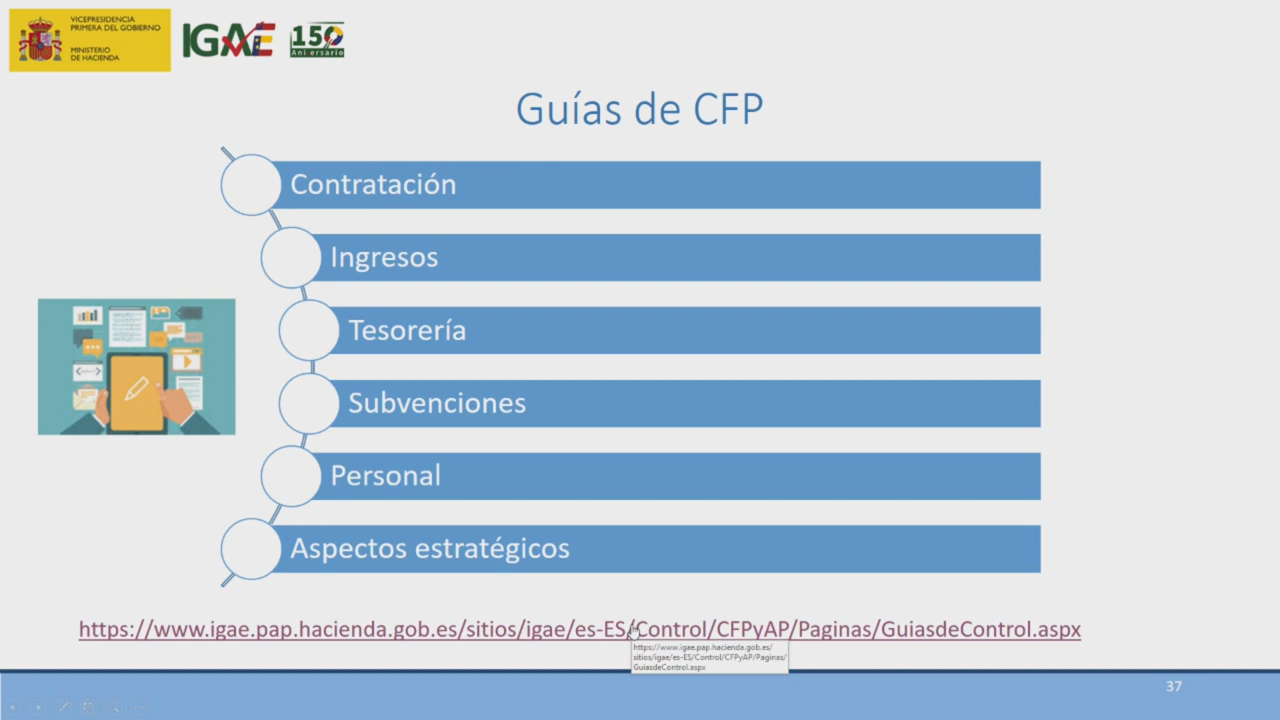 VICEPRESIDENCIA
PRIMERA DEL GOBIERNO
MINISTERIO
DE HACIENDA
IGAE
150
Ani ersario
Guías de CFP
Contratación
Ingresos
Tesorería
Subvenciones
Personal
Aspectos estratégicos
https://www.igae.pap.hacienda.gob.es/sitios/igae/es-ES/Control/CFPyAP/Paginas/GuiasdeControl.aspx
https://www.igae.pap.hacienda.gob.es/
sitios/igae/es-ES/Control/CFPyAP/Paginas/
GuiasdeControl.aspx
37